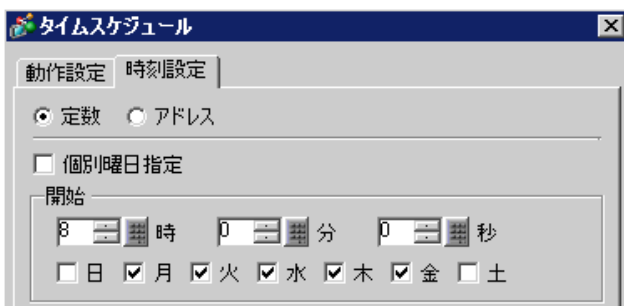 タイムスケジュール
動作設定 時刻設定
定数 アドレス
個別曜日指定
開始
8 時 0 分 0 秒
日 月 火 水 木 金 土